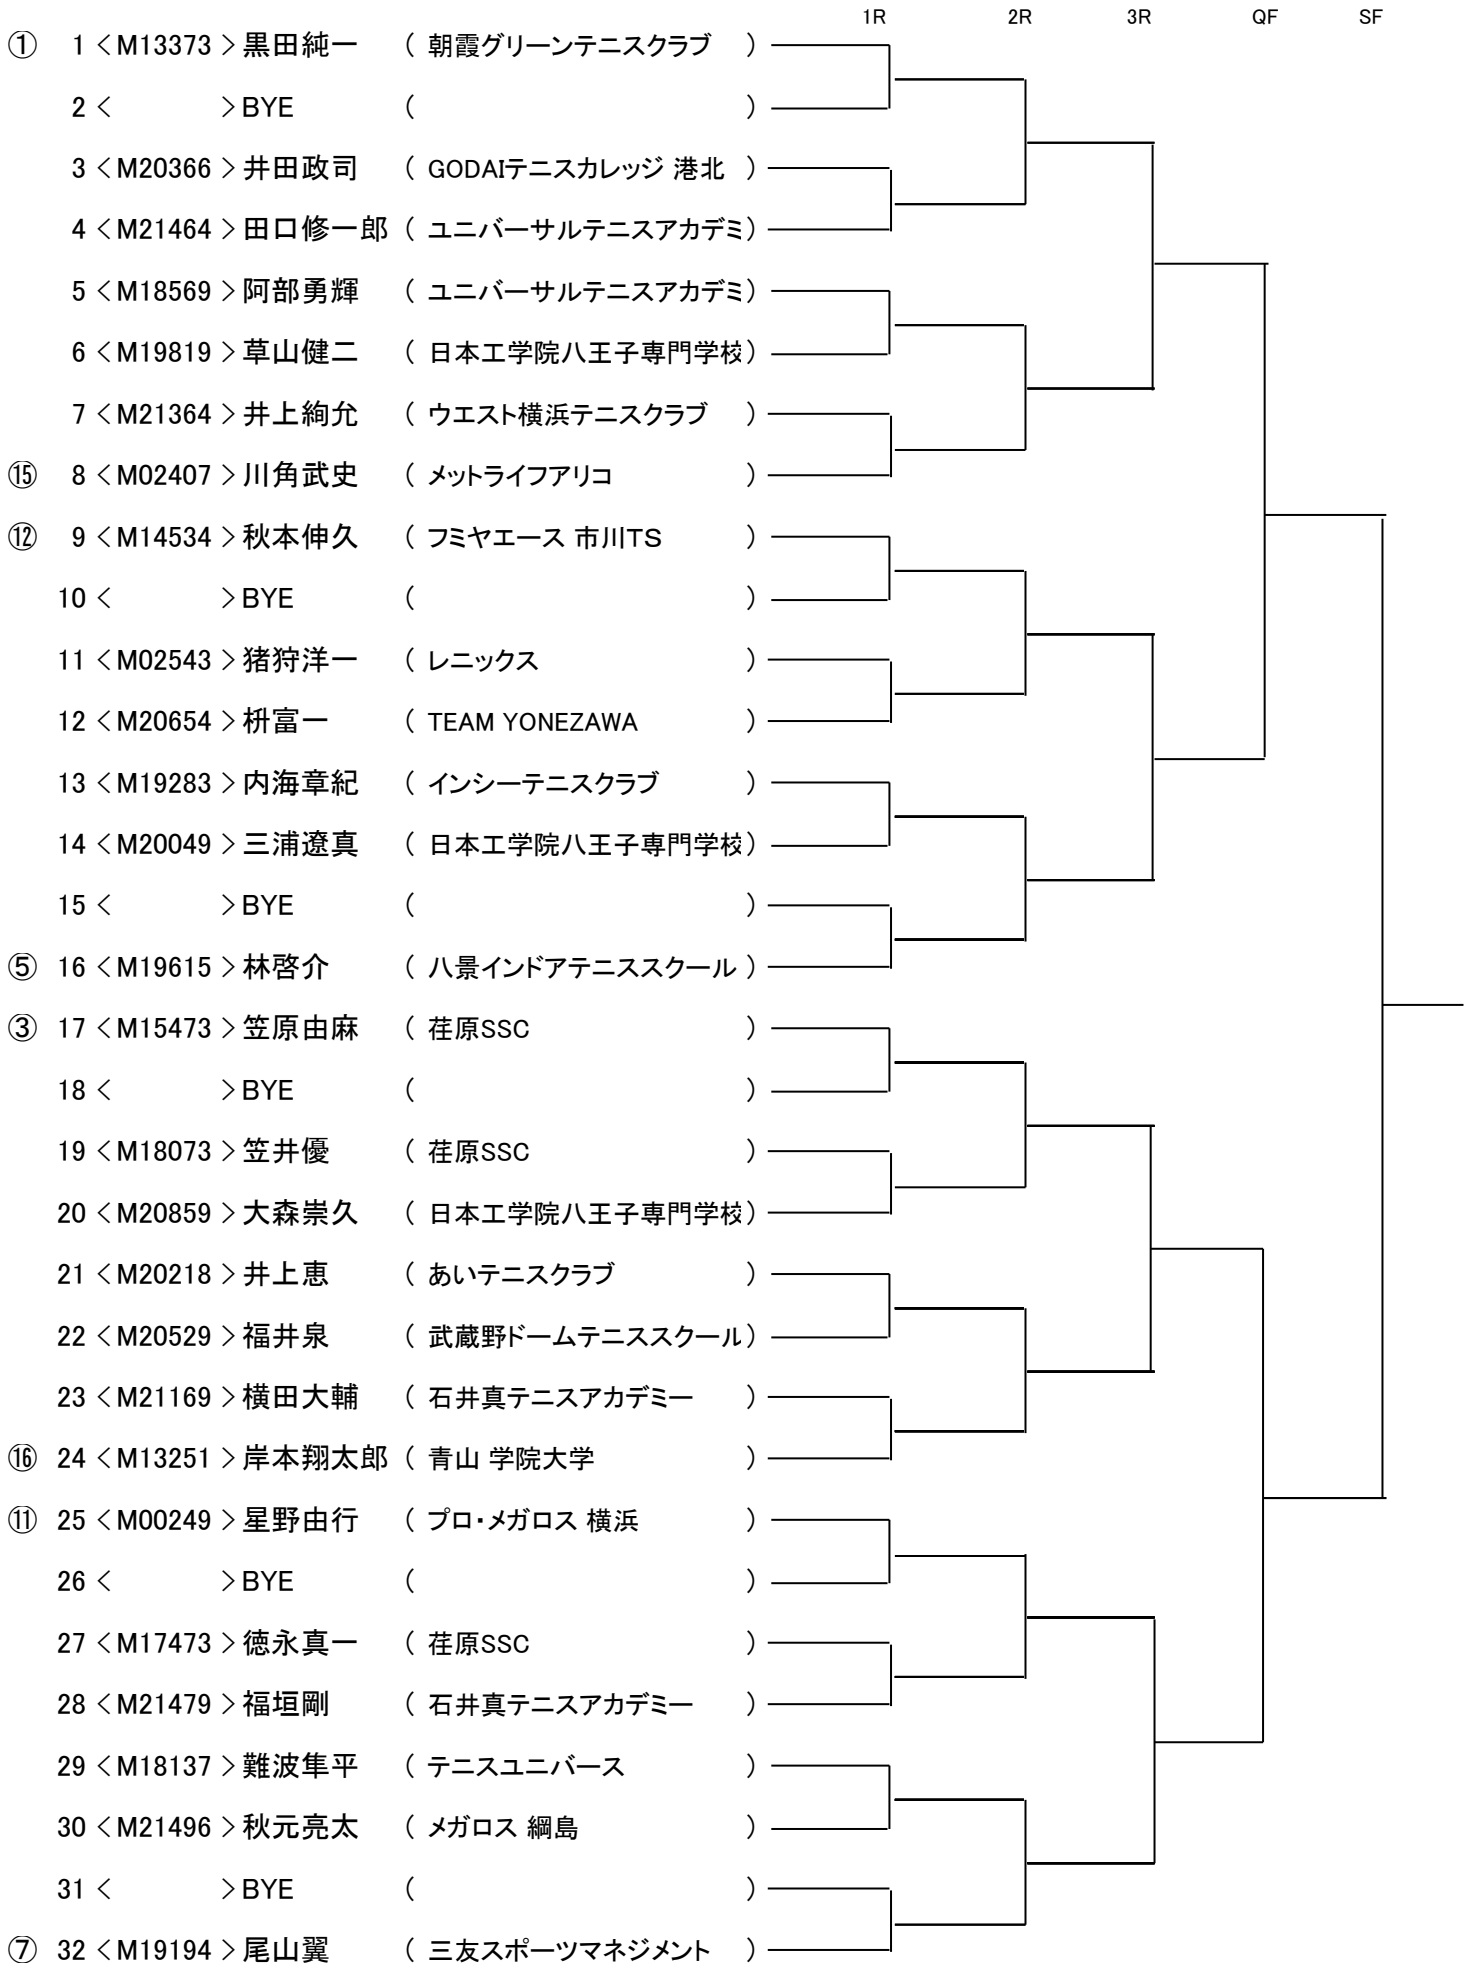 1R 2R 3R QF SF
① 1 < M13373 > 黒田純一 ( 朝霞グリーンテニスクラブ )
2 < > BYE ( )
3 < M20366 > 井田政司 ( GODAIテニスカレッジ 港北 )
4 < M21464 > 田口修一郎 ( ユニバーサルテニスアカデミ )
5 < M18569 > 阿部勇輝 ( ユニバーサルテニスアカデミ )
6 < M19819 > 草山健二 ( 日本工学院八王子専門学校 )
7 < M21364 > 井上絢允 ( ウエスト横浜テニスクラブ )
⑮ 8 < M02407 > 川角武史 ( メットライフアリコ )
⑫ 9 < M14534 > 秋本伸久 ( フミヤエース 市川TS )
10 < > BYE ( )
11 < M02543 > 猪狩洋一 ( レニックス )
12 < M20654 > 枡富一 ( TEAM YONEZAWA )
13 < M19283 > 内海章紀 ( インシーテニスクラブ )
14 < M20049 > 三浦遼真 ( 日本工学院八王子専門学校 )
15 < > BYE ( )
⑤ 16 < M19615 > 林啓介 ( 八景インドアテニススクール )
③ 17 < M15473 > 笠原由麻 ( 荏原SSC )
18 < > BYE ( )
19 < M18073 > 笠井優 ( 荏原SSC )
20 < M20859 > 大森崇久 ( 日本工学院八王子専門学校 )
21 < M20218 > 井上恵 ( あいテニスクラブ )
22 < M20529 > 福井泉 ( 武蔵野ドームテニススクール )
23 < M21169 > 横田大輔 ( 石井真テニスアカデミー )
⑯ 24 < M13251 > 岸本翔太郎 ( 青山 学院大学 )
⑪ 25 < M00249 > 星野由行 ( プロ・メガロス 横浜 )
26 < > BYE ( )
27 < M17473 > 徳永真一 ( 荏原SSC )
28 < M21479 > 福垣剛 ( 石井真テニスアカデミー )
29 < M18137 > 難波隼平 ( テニスユニバース )
30 < M21496 > 秋元亮太 ( メガロス 綱島 )
31 < > BYE ( )
⑦ 32 < M19194 > 尾山翼 ( 三友スポーツマネジメント )